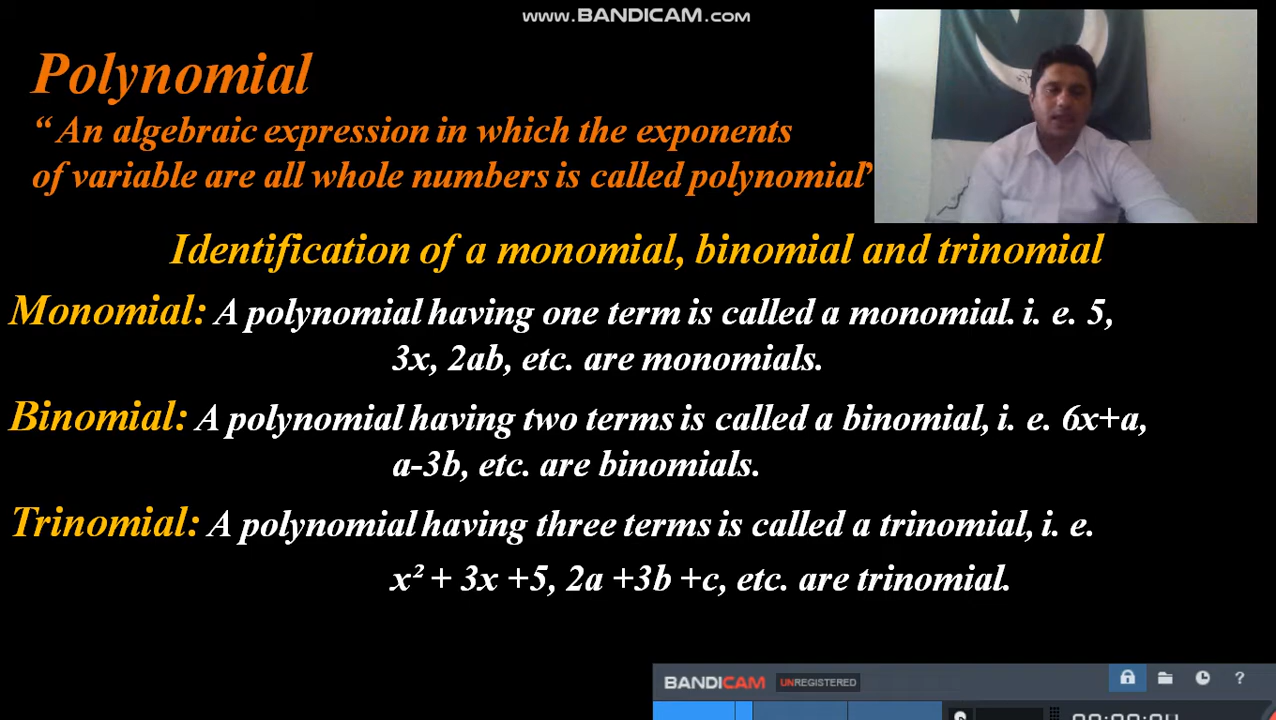 www.BANDICAM.com
Polynomial
“ An algebraic expression in which the exponents
of variable are all whole numbers is called polynomial”
Identification of a monomial, binomial and trinomial
Monomial: A polynomial having one term is called a monomial. i. e. 5,
3x, 2ab, etc. are monomials.
Binomial: A polynomial having two terms is called a binomial, i. e. 6x+a,
a-3b, etc. are binomials.
Trinomial: A polynomial having three terms is called a trinomial, i. e.
x² + 3x +5, 2a +3b +c, etc. are trinomial.
BANDICAM UNREGISTERED ?